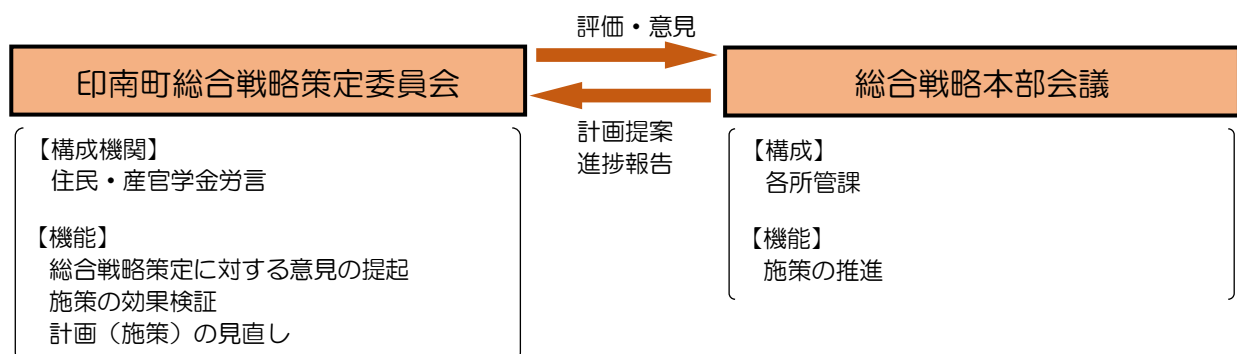 評価・意見
印南町総合戦略策定委員会
総合戦略本部会議
計画提案
進捗報告
【構成機関】
住民・産官学金労言
【機能】
総合戦略策定に対する意見の提起
施策の効果検証
計画（施策）の見直し
【構成】
各所管課
【機能】
施策の推進